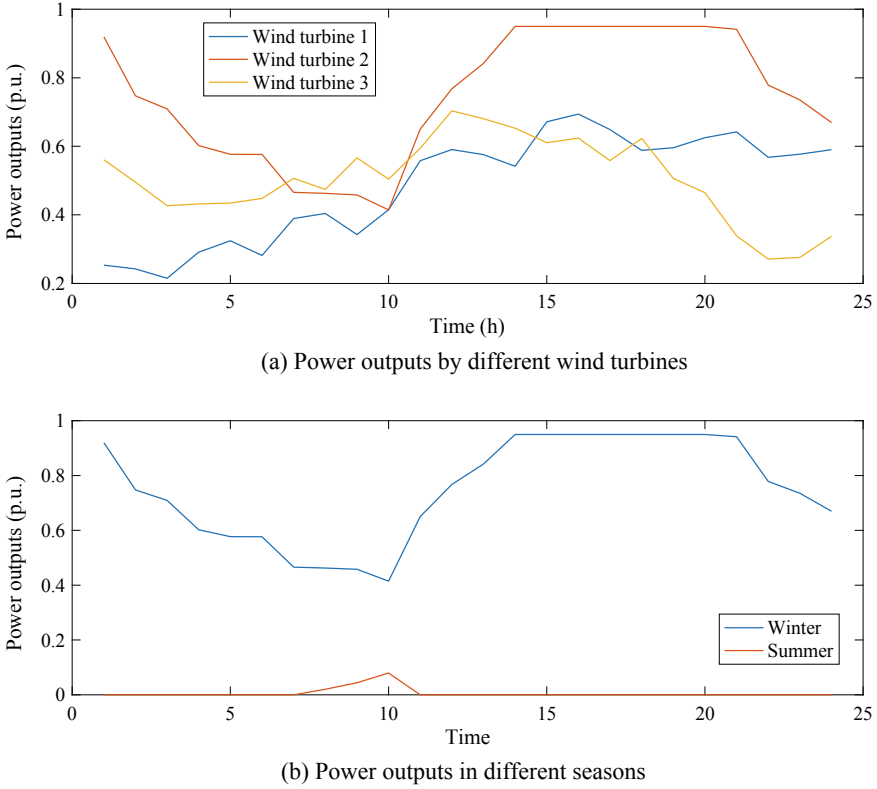 1
0.8
0.6
0.4
0.2
Power outputs (p.u.)
Wind turbine 1
Wind turbine 2
Wind turbine 3
0 5 10 15 20 25
Time (h)
(a) Power outputs by different wind turbines
1
0.8
0.6
0.4
0.2
0
Power outputs (p.u.)
Winter
Summer
0 5 10 15 20 25
Time
(b) Power outputs in different seasons